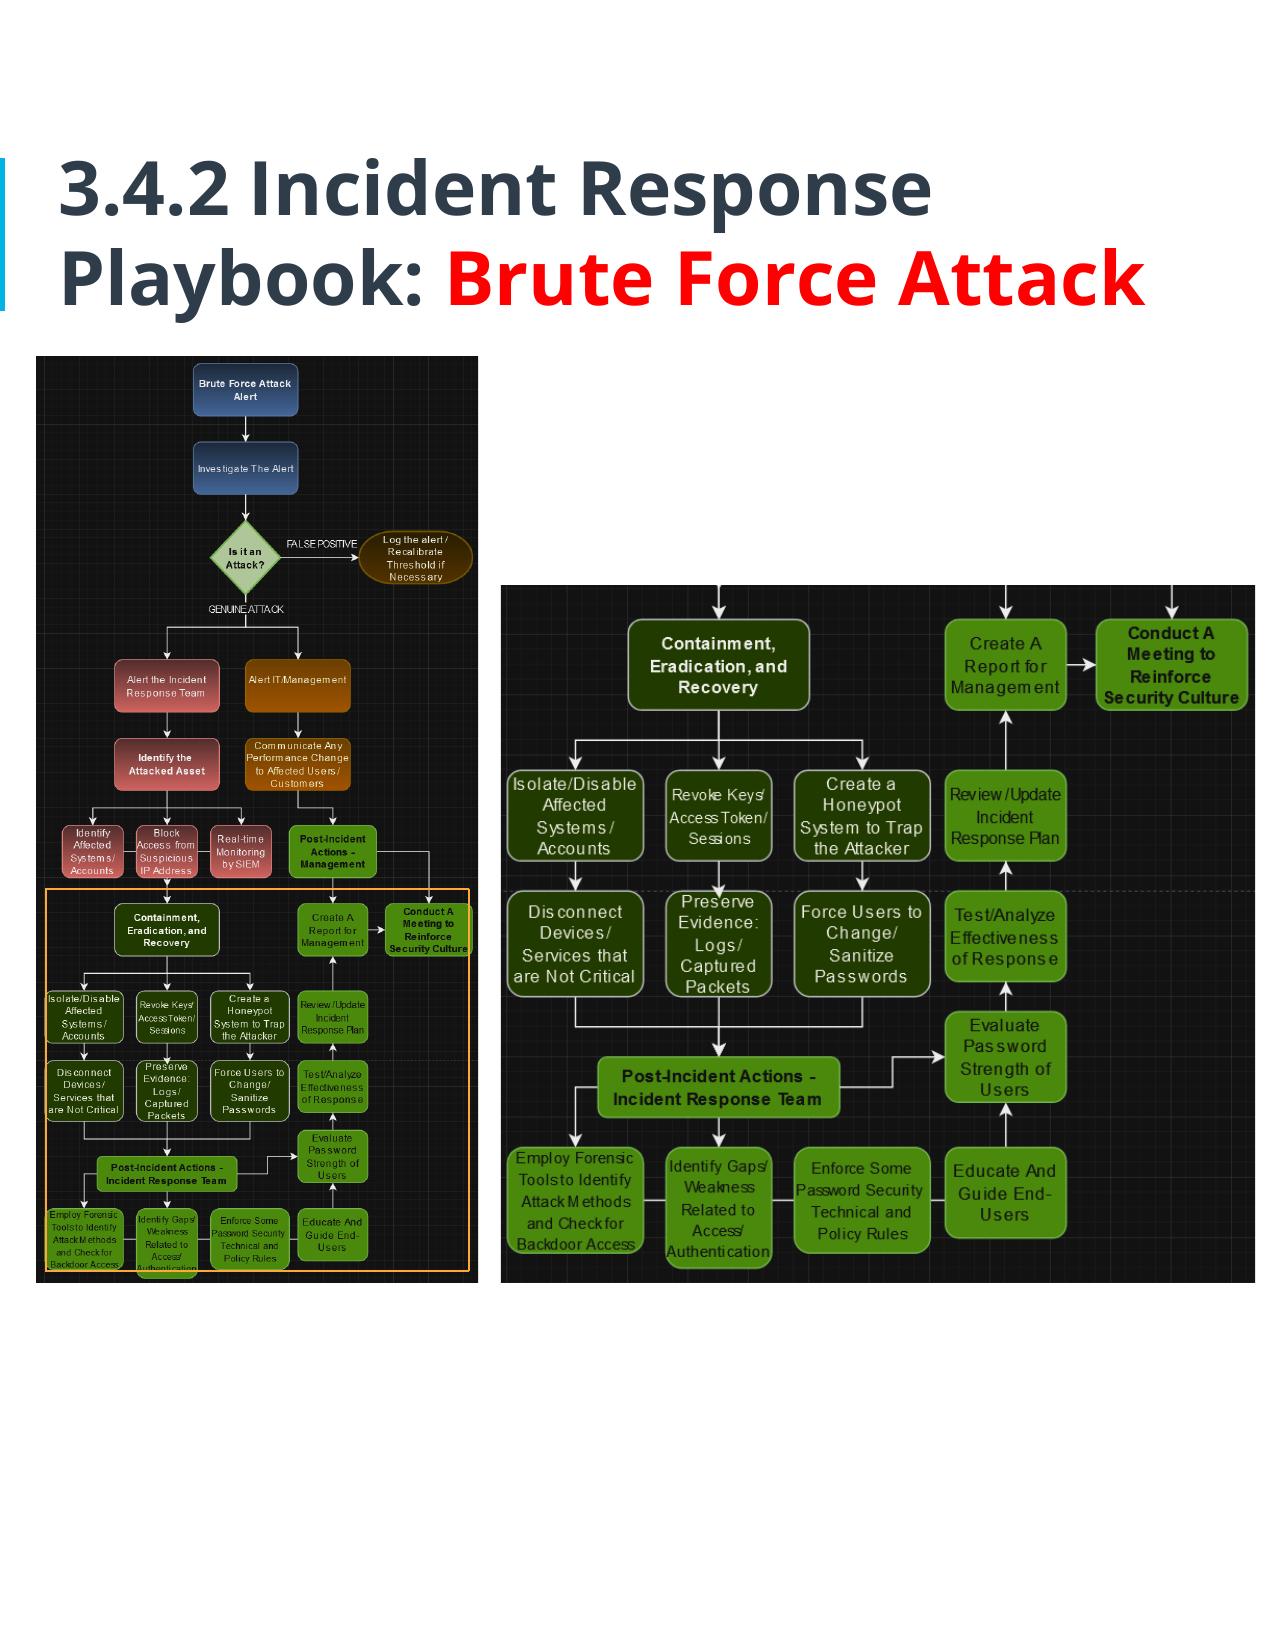 3.4.2 Incident Response
Playbook: Brute Force Attack
Brute Force Attack
Alert
Investigate The Alert
Is it an
Attack?
FALSE POSITIVE
Log the alert /
Recalibrate
Threshold if
Necessary
GENUINE ATTACK
Alert the Incident
Response Team
Alert IT/Management
Identify the
Attacked Asset
Communicate Any
Performance Change
to Affected Users/
Customers
Identify
Affected
Systems/
Accounts
Block
Access from
Suspicious
IP Address
Real-time
Monitoring
by SIEM
Post-Incident
Actions -
Management
Containment,
Eradication, and
Recovery
Create A
Report for
Management
Conduct A
Meeting to
Reinforce
Security Culture
Isolate/Disable
Affected
Systems /
Accounts
Revoke Keys/
Access Token/
Sessions
Create a
Honeypot
System to Trap
the Attacker
Review /Update
Incident
Response Plan
Disconnect
Devices/
Services that
are Not Critical
Preserve
Evidence:
Logs/
Captured
Packets
Force Users to
Change/
Sanitize
Passwords
Test/Analyze
Effectiveness
of Response
Evaluate
Password
Strength of
Users
Post-Incident Actions -
Incident Response Team
Employ Forensic
Tools to Identify
Attack Methods
and Check for
Backdoor Access
Identify Gaps/
Weakness
Related to
Access/
Authentication
Enforce Some
Password Security
Technical and
Policy Rules
Educate And
Guide End-
Users
Containment,
Eradication, and
Recovery
Create A
Report for
Management
Conduct A
Meeting to
Reinforce
Security Culture
Isolate/Disable
Affected
Systems /
Accounts
Revoke Keys/
Access Token/
Sessions
Create a
Honeypot
System to Trap
the Attacker
Review /Update
Incident
Response Plan
Disconnect
Devices/
Services that
are Not Critical
Preserve
Evidence:
Logs/
Captured
Packets
Force Users to
Change/
Sanitize
Passwords
Test/Analyze
Effectiveness
of Response
Evaluate
Password
Strength of
Users
Post-Incident Actions -
Incident Response Team
Employ Forensic
Tools to Identify
Attack Methods
and Check for
Backdoor Access
Identify Gaps/
Weakness
Related to
Access/
Authentication
Enforce Some
Password Security
Technical and
Policy Rules
Educate And
Guide End-
Users